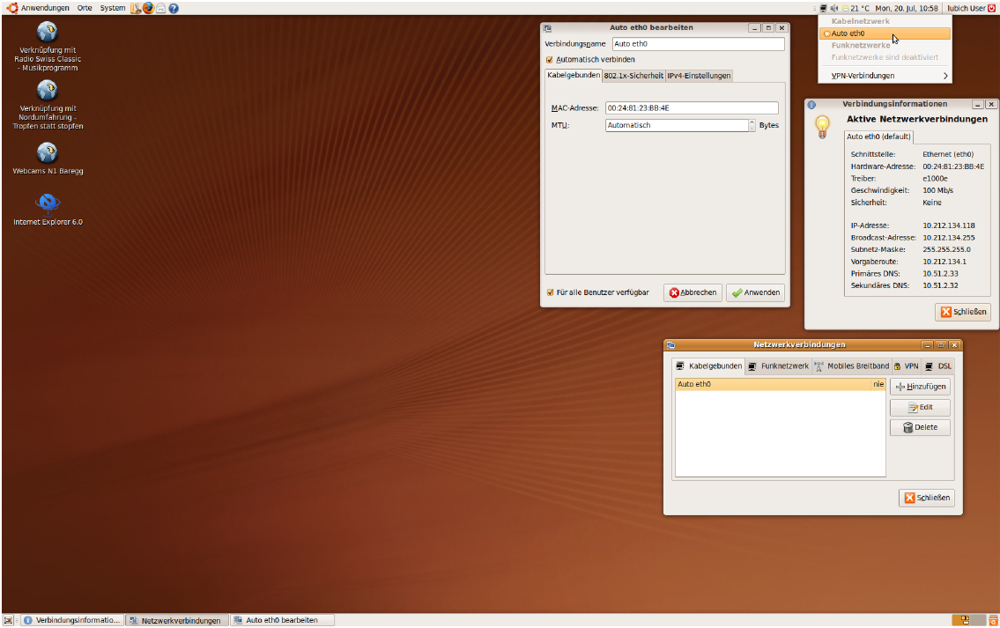 Anwendungen Orte System
21 °C Mon, 20. Jul, 10:58 lubich User
Verknüpfung mit
Radio Swiss Classic
- Musikprogramm
Verknüpfung mit
Nordumfahrung -
Tropfen statt stopfen
Webcams N1 Baregg
Internet Explorer 6.0
Auto eth0 bearbeiten
Verbindungsname Auto eth0
Automatisch verbinden
Kabelgebunden 802.1x-Sicherheit IPv4-Einstellungen
MAC-Adresse: 00:24:81:23:BB:4E
MTU: Automatisch Bytes
Für alle Benutzer verfügbar Abbrechen Anwenden
Kabelnetzwerk
Auto eth0
Funknetzwerke
Funknetzwerke sind deaktiviert
VPN-Verbindungen
Verbindungsinformationen
Aktive Netzwerkverbindungen
Auto eth0 (default)
Schnittstelle: Ethernet (eth0)
Hardware-Adresse: 00:24:81:23:BB:4E
Treiber: e1000e
Geschwindigkeit: 100 Mb/s
Sicherheit: Keine
IP-Adresse: 10.212.134.118
Broadcast-Adresse: 10.212.134.255
Subnetz-Maske: 255.255.255.0
Vorgaberoute: 10.212.134.1
Primäres DNS: 10.51.2.33
Sekundäres DNS: 10.51.2.32
Schließen
Netzwerkverbindungen
Kabelgebunden Funknetzwerk Mobiles Breitband VPN DSL
Auto eth0 nie
Hinzufügen
Edit
Delete
Schließen
Verbindungsinformatio... Netzwerkverbindungen Auto eth0 bearbeiten